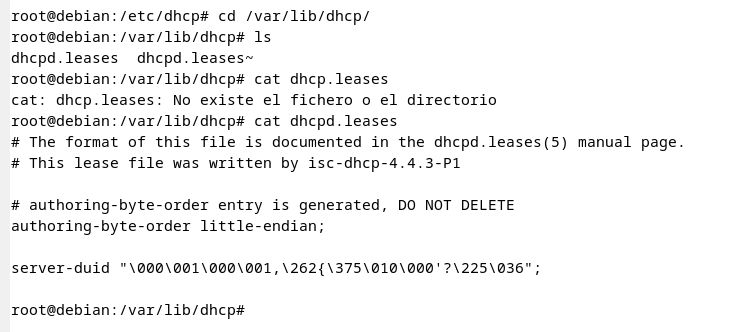 root@debian:/etc/dhcp# cd /var/lib/dhcp/
root@debian:/var/lib/dhcp# ls
dhcpd.leases  dhcpd.leases~
root@debian:/var/lib/dhcp# cat dhcp.leases
cat: dhcp.leases: No existe el fichero o el directorio
root@debian:/var/lib/dhcp# cat dhcpd.leases
# The format of this file is documented in the dhcpd.leases(5) manual page.
# This lease file was written by isc-dhcp-4.4.3-P1
# authoring-byte-order entry is generated, DO NOT DELETE
authoring-byte-order little-endian;
server-duid "\000\001\000\001,\262{\375\010\000'?\225\036";
root@debian:/var/lib/dhcp#